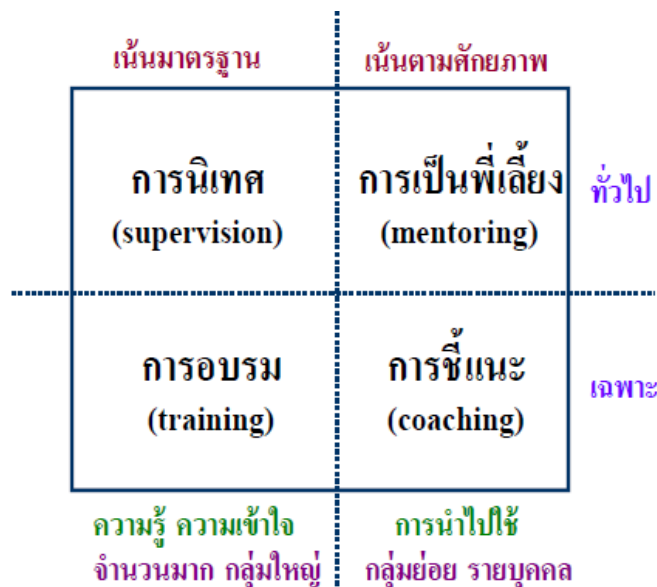 เน้นมาตรฐาน เน้นตามศักยภาพ
การนิเทศ การเป็นพี่เลี้ยง ทั่วไป
(supervision) (mentoring)
การอบรม การชี้แนะ เฉพาะ
(training) (coaching)
ความรู้ ความเข้าใจ การนำไปใช้
จำนวนมาก กลุ่มใหญ่ กลุ่มย่อย รายบุคคล